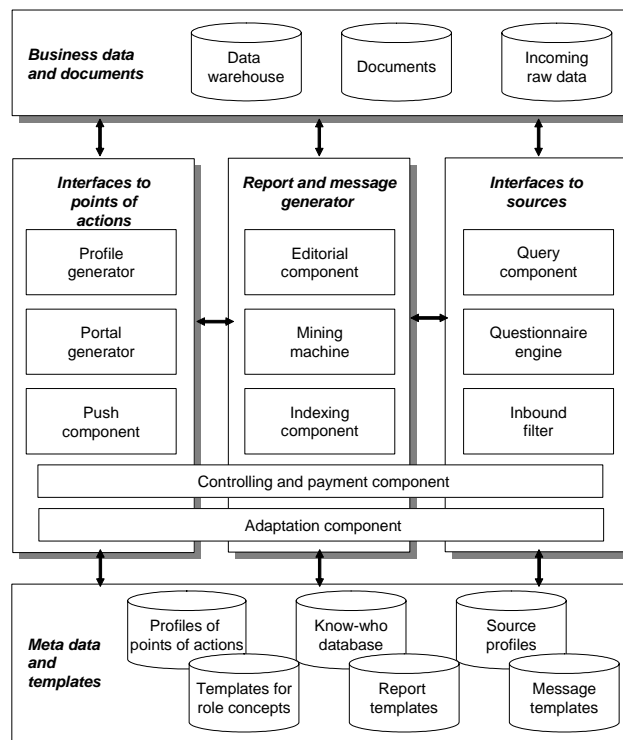 Business data
and documents
Data
warehouse
Documents
Incoming
raw data
Interfaces to
points of
actions
Profile
generator
Portal
generator
Push
component
Report and message
generator
Editorial
component
Mining
machine
Indexing
component
Interfaces to
sources
Query
component
Questionnaire
engine
Inbound
filter
Controlling and payment component
Adaptation component
Meta data
and
templates
Profiles of
points of actions
Know-who
database
Source
profiles
Templates for
role concepts
Report
templates
Message
templates